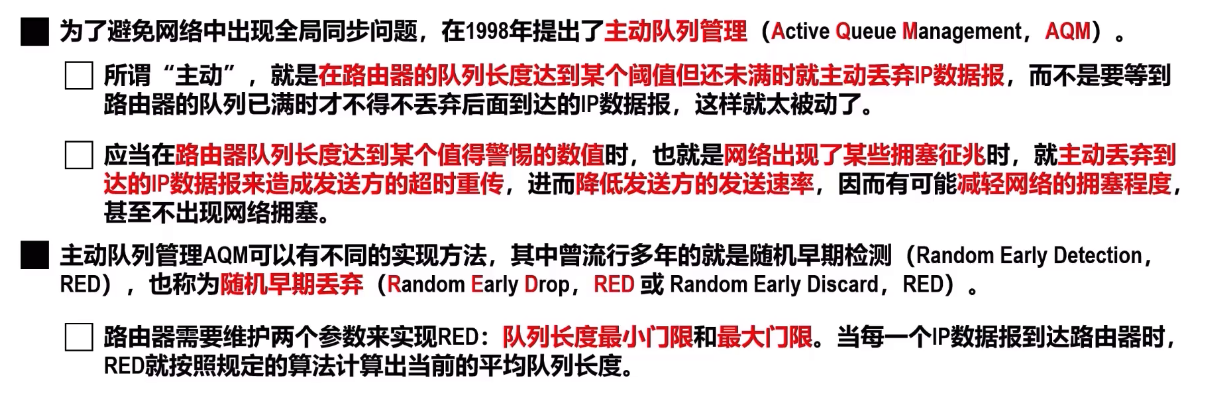 为了避免网络中出现全局同步问题，在1998年提出了主动队列管理（Active Queue Management，AQM）。
所谓“主动”，就是在路由器的队列长度达到某个阈值但还未满时就主动丢弃IP数据报，而不是要等到
路由器的队列已满时才不得不丢弃后面到达的IP数据报，这样就太被动了。
应当在路由器队列长度达到某个值得警惕的数值时，也就是网络出现了某些拥塞征兆时，就主动丢弃到
达的IP数据报来造成发送方的超时重传，进而降低发送方的发送速率，因而有可能减轻网络的拥塞程度，
甚至不出现网络拥塞。
主动队列管理AQM可以有不同的实现方法，其中曾流行多年的就是随机早期检测（Random Early Detection，
RED），也称为随机早期丢弃（Random Early Drop，RED 或 Random Early Discard，RED）。
路由器需要维护两个参数来实现RED：队列长度最小门限和最大门限。当每一个IP数据报到达路由器时，
RED就按照规定的算法计算出当前的平均队列长度。